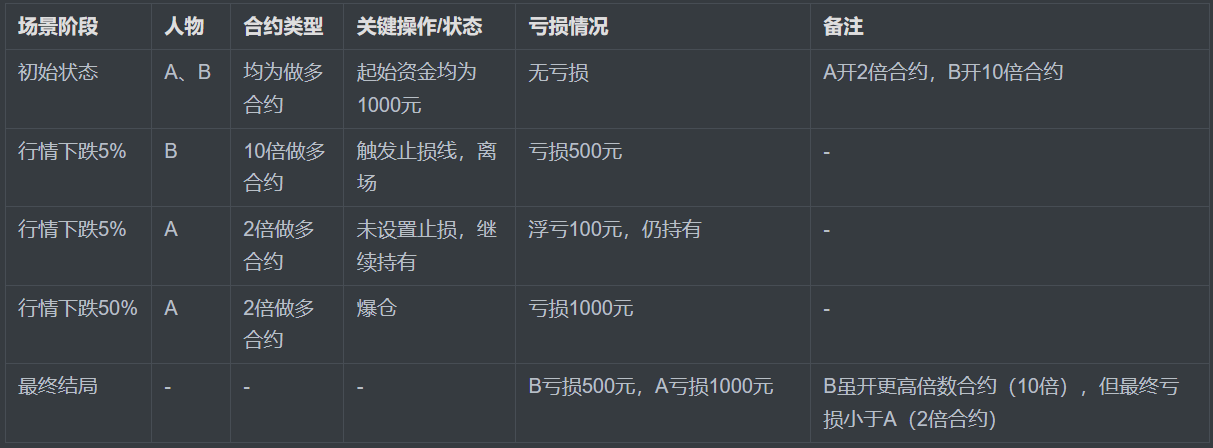 场景阶段 人物 合约类型 关键操作/状态 亏损情况 备注
初始状态 A、B 均为做多 起始资金均为 无亏损 A开2倍合约，B开10倍合约
合约 1000元
行情下跌5% B 10倍做多 触发止损线，离 亏损500元 -
合约 场
行情下跌5% A 2倍做多 未设置止损，继 浮亏100元，仍持有 -
合约 续持有
行情下跌50% A 2倍做多 爆仓 亏损1000元 -
合约
最终结局 - - - B亏损500元，A亏损1000元 B虽开更高倍数合约（10倍），但最终亏
损小于A（2倍合约）